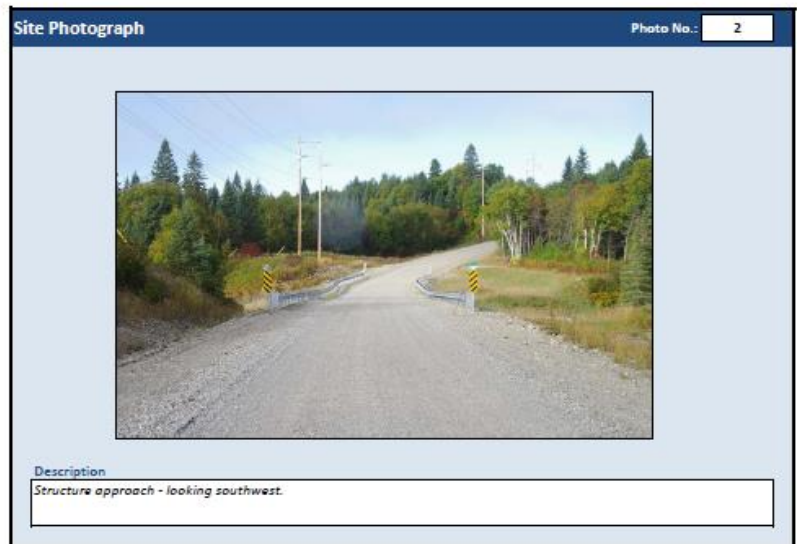 Site Photograph
Photo No.: 2
Description
Structure approach - looking southwest.